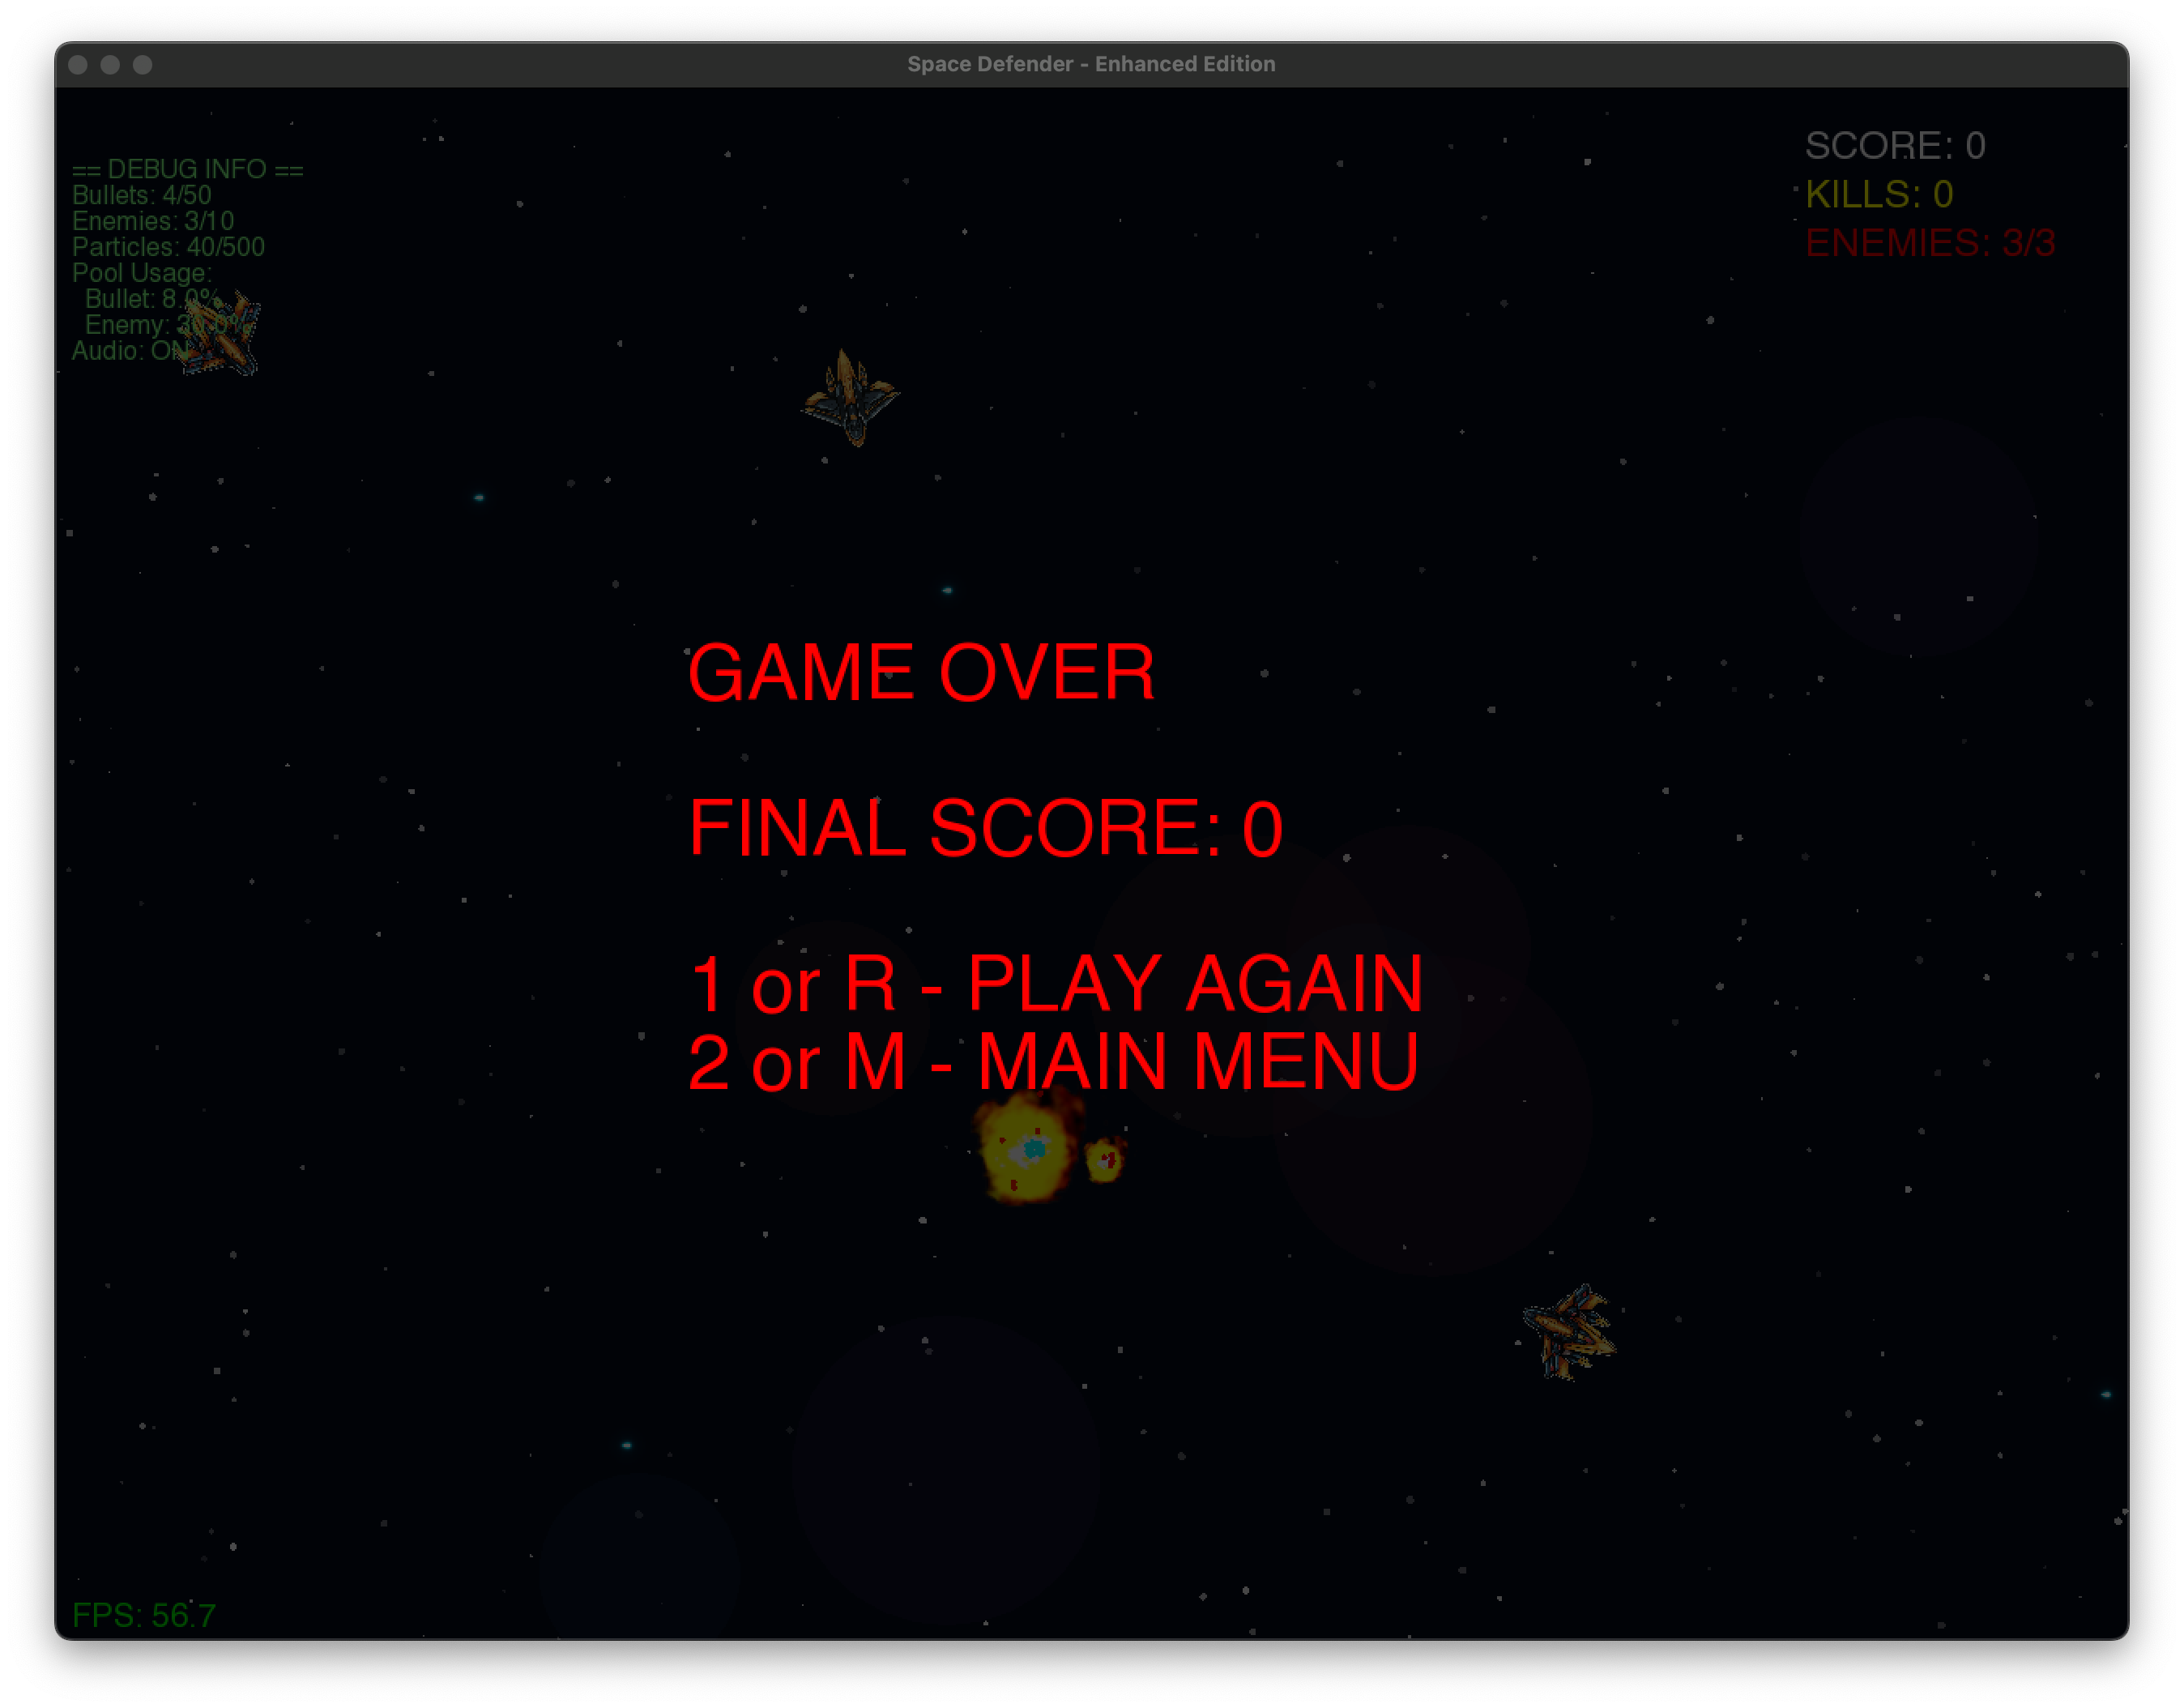 Space Defender - Enhanced Edition
== DEBUG INFO ==
Bullets: 4/50
Enemies: 3/10
Particles: 40/500
Pool Usage:
Bullet: 8.0%
Enemy: 30.0%
Audio: ON
SCORE: 0
KILLS: 0
ENEMIES: 3/3
GAME OVER
FINAL SCORE: 0
1 or R - PLAY AGAIN
2 or M - MAIN MENU
FPS: 56.7